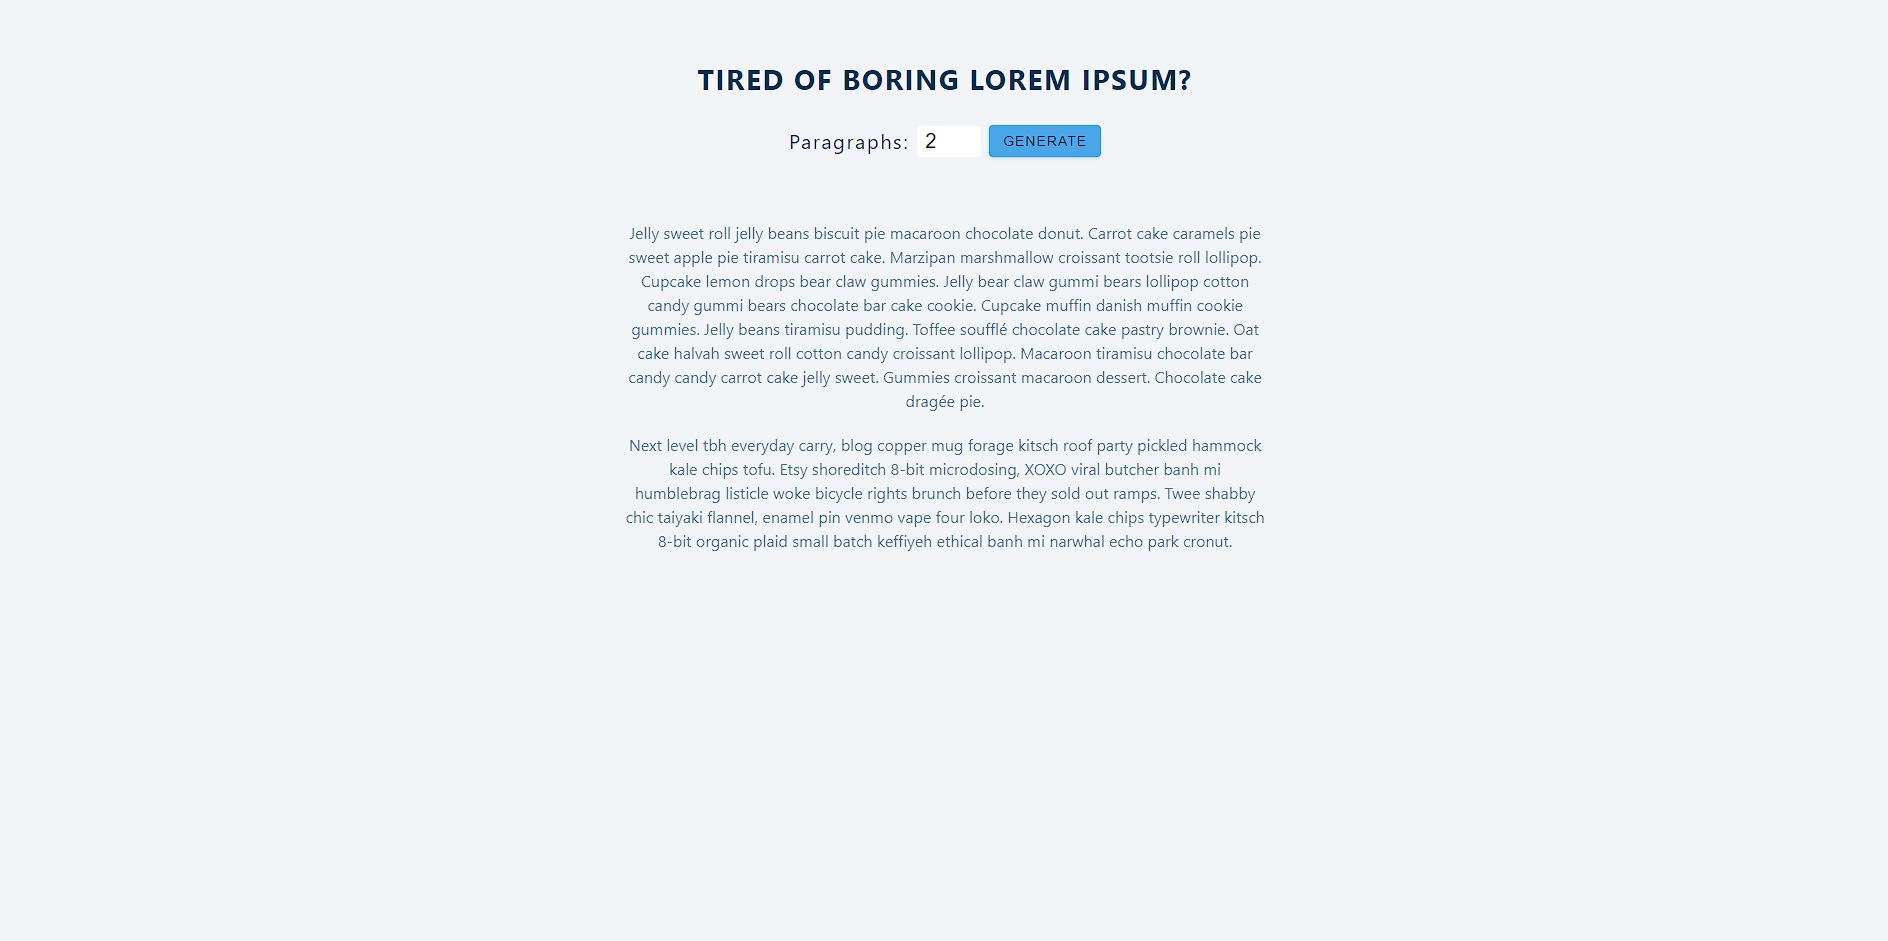 TIRED OF BORING LOREM IPSUM?
Paragraphs: 2 GENERATE
Jelly sweet roll jelly beans biscuit pie macaroon chocolate donut. Carrot cake caramels pie
sweet apple pie tiramisu carrot cake. Marzipan marshmallow croissant tootsie roll lollipop.
Cupcake lemon drops bear claw gummies. Jelly bear claw gummi bears lollipop cotton
candy gummi bears chocolate bar cake cookie. Cupcake muffin danish muffin cookie
gummies. Jelly beans tiramisu pudding. Toffee soufflé chocolate cake pastry brownie. Oat
cake halvah sweet roll cotton candy croissant lollipop. Macaroon tiramisu chocolate bar
candy candy carrot cake jelly sweet. Gummies croissant macaroon dessert. Chocolate cake
dragée pie.
Next level tbh everyday carry, blog copper mug forage kitsch roof party pickled hammock
kale chips tofu. Etsy shoreditch 8-bit microdosing, XOXO viral butcher banh mi
humblebrag listicle woke bicycle rights brunch before they sold out ramps. Twee shabby
chic taiyaki flannel, enamel pin venmo vape four loko. Hexagon kale chips typewriter kitsch
8-bit organic plaid small batch keffiyeh ethical banh mi narwhal echo park cronut.